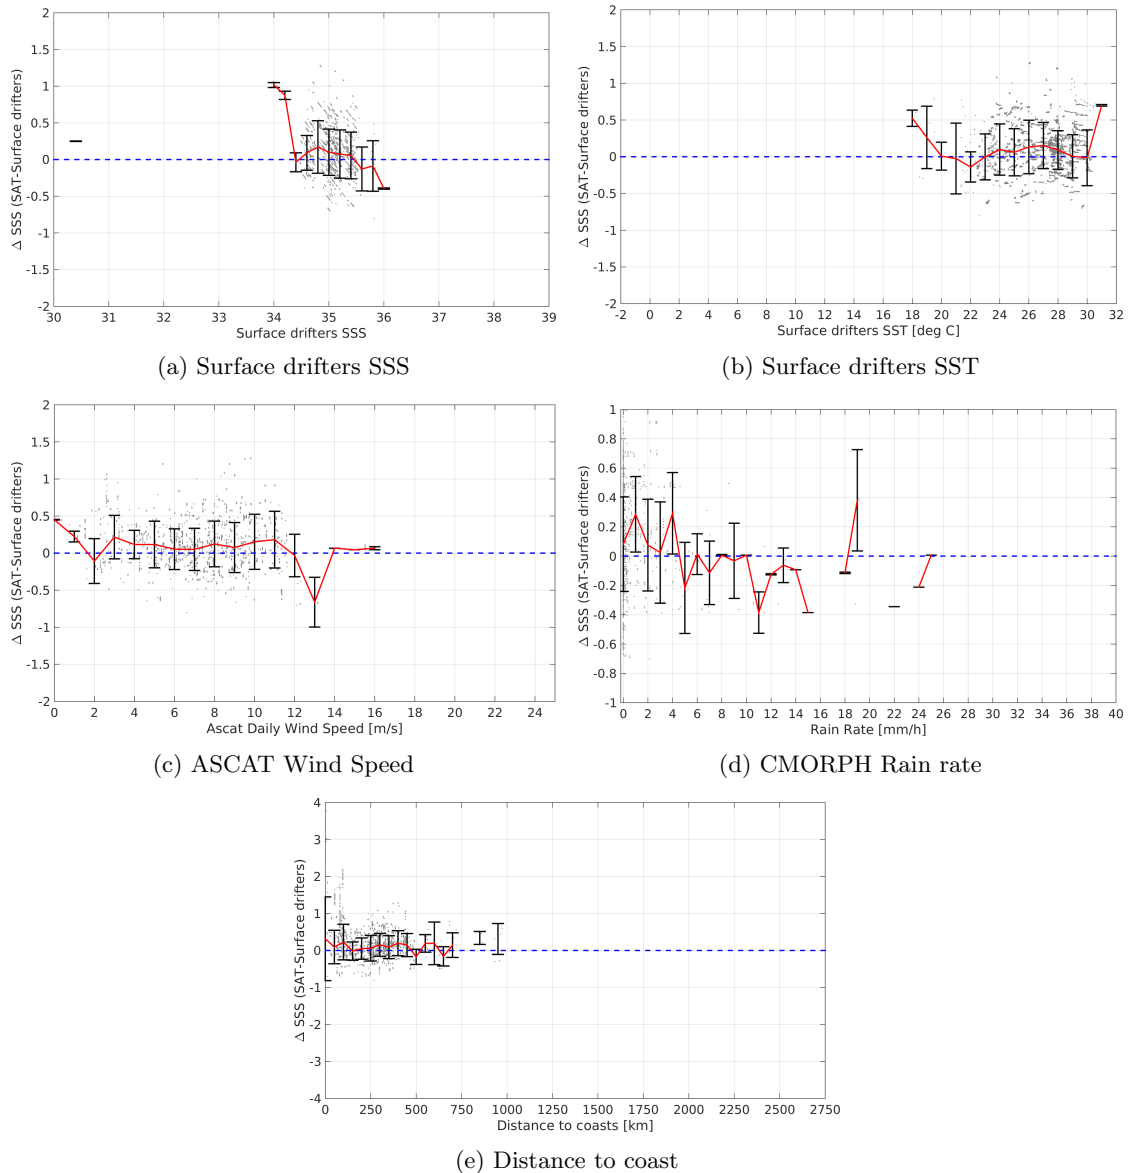 2
1.5
1
0.5
0
-0.5
-1
-1.5
-2
Δ SSS (SAT-Surface drifters)
30 31 32 33 34 35 36 37 38 39
Surface drifters SSS
(a) Surface drifters SSS
2
1.5
1
0.5
0
-0.5
-1
-1.5
-2
Δ SSS (SAT-Surface drifters)
-2 0 2 4 6 8 10 12 14 16 18 20 22 24 26 28 30 32
Surface drifters SST [deg C]
(b) Surface drifters SST
2
1.5
1
0.5
0
-0.5
-1
-1.5
-2
Δ SSS (SAT-Surface drifters)
0 2 4 6 8 10 12 14 16 18 20 22 24
Ascat Daily Wind Speed [m/s]
(c) ASCAT Wind Speed
1
0.8
0.6
0.4
0.2
0
-0.2
-0.4
-0.6
-0.8
-1
Δ SSS (SAT-Surface drifters)
0 2 4 6 8 10 12 14 16 18 20 22 24 26 28 30 32 34 36 38 40
Rain Rate [mm/h]
(d) CMORPH Rain rate
4
3
2
1
0
-1
-2
-3
-4
Δ SSS (SAT-Surface drifters)
0 250 500 750 1000 1250 1500 1750 2000 2250 2500 2750
Distance to coasts [km]
(e) Distance to coast